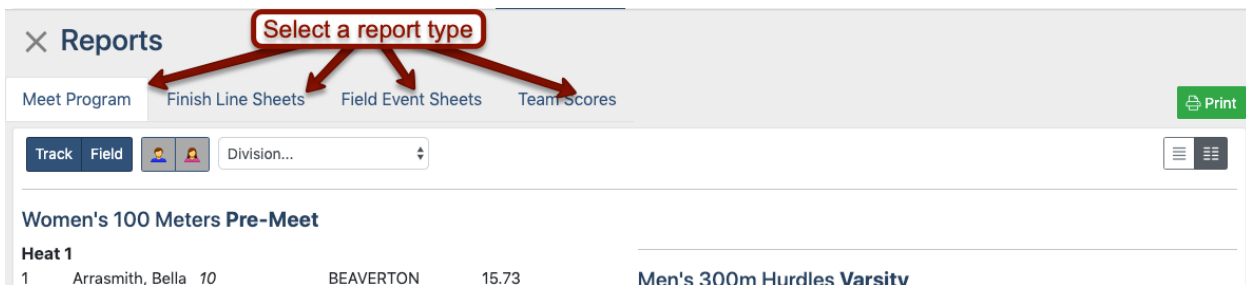 Select a report type
Reports
Meet Program Finish Line Sheets Field Event Sheets Team Scores
Print
Track Field Division...
Women's 100 Meters Pre-Meet
Heat 1
1 Arrasmith, Bella 10 BEAVERTON 15.73
Men's 300m Hurdles Varsity